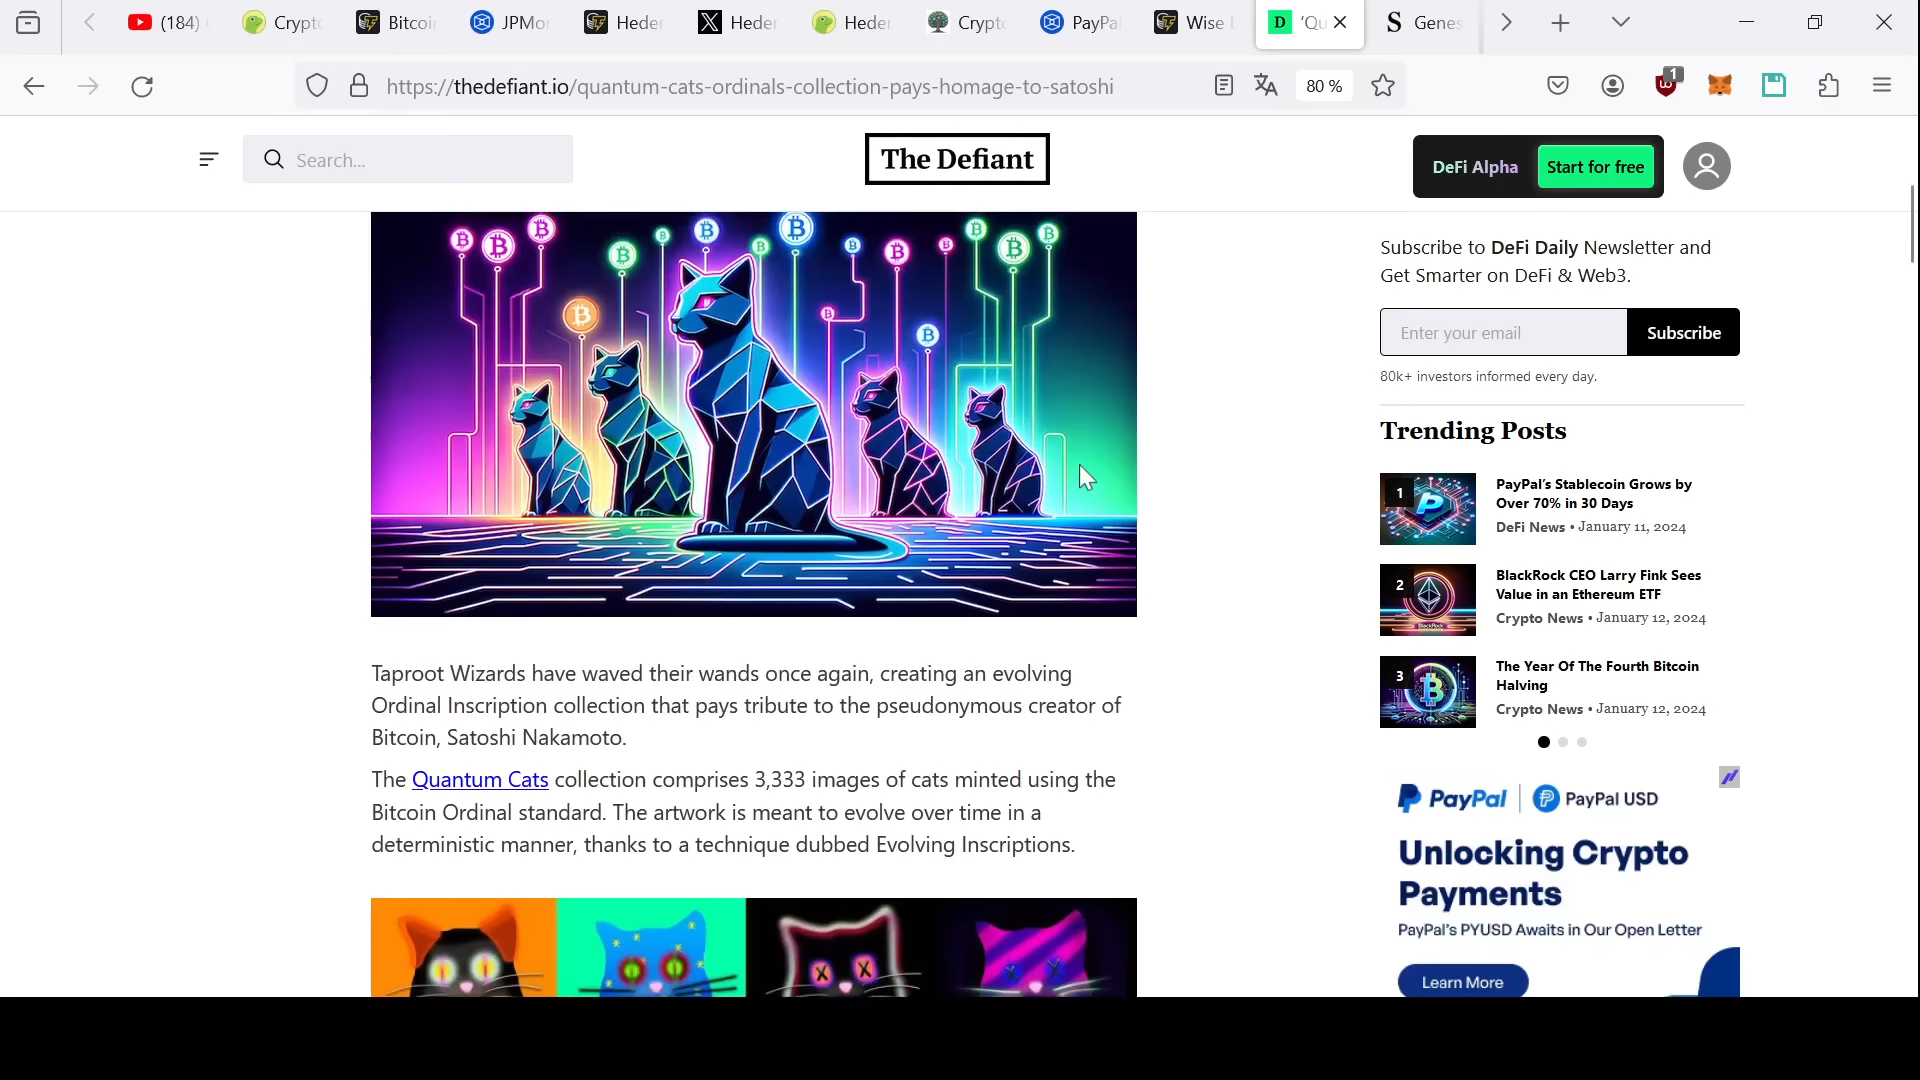 (184)
Crypto
Bitcoi
JPMor
Heder
X Heder
Heder
Crypto
PayPa
Wise
D 'Qu
S Genes
https://thedefiant.io/quantum-cats-ordinals-collection-pays-homage-to-satoshi
80 %
1
Search...
The Defiant
DeFi Alpha
Start for free
Subscribe to DeFi Daily Newsletter and
Get Smarter on DeFi & Web3.
Enter your email
Subscribe
80k+ investors informed every day.
Trending Posts
1
PayPal's Stablecoin Grows by
Over 70% in 30 Days
DeFi News • January 11, 2024
2
BlackRock CEO Larry Fink Sees
Value in an Ethereum ETF
Crypto News • January 12, 2024
3
The Year Of The Fourth Bitcoin
Halving
Crypto News • January 12, 2024
Taproot Wizards have waved their wands once again, creating an evolving
Ordinal Inscription collection that pays tribute to the pseudonymous creator of
Bitcoin, Satoshi Nakamoto.
The Quantum Cats collection comprises 3,333 images of cats minted using the
Bitcoin Ordinal standard. The artwork is meant to evolve over time in a
deterministic manner, thanks to a technique dubbed Evolving Inscriptions.
PayPal | PayPal USD
Unlocking Crypto
Payments
PayPal's PYUSD Awaits in Our Open Letter
Learn More